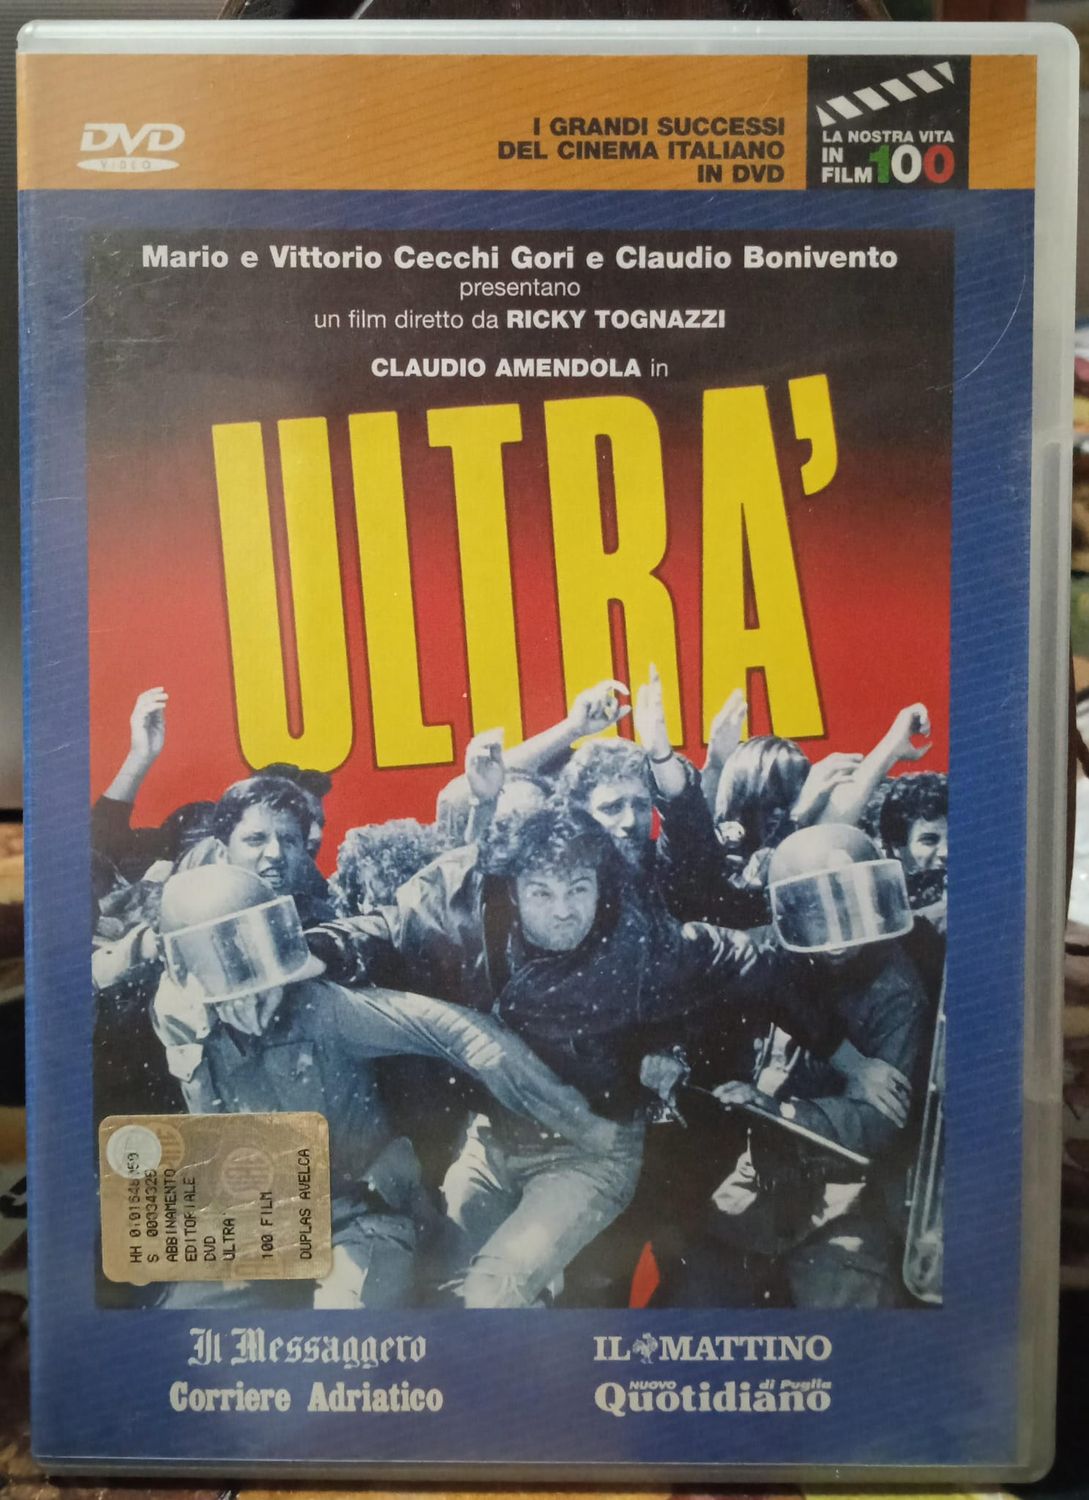 DVD
VIDEO
I GRANDI SUCCESSI
DEL CINEMA ITALIANO
IN DVD
LA NOSTRA VITA
IN
FILM 100
Mario e Vittorio Cecchi Gori e Claudio Bonivento
presentano
un film diretto da RICKY TOGNAZZI
CLAUDIO AMENDOLA in
ULTRA'
S 00034326
ABBINAMENTO
EDITORIALE
DVD
ULTRA'
100 FILM
DUPLAS AVELCA
Il Messaggero
Corriere Adriatico
IL MATTINO
NUOVO
Quotidiano
di Puglia